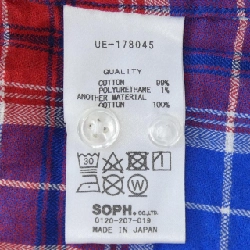 UE-178045
QUALITY
COTTON 99%
POLYURETHANE 1%
ANOTHER MATERIAL
COTTON 100%
30
W
SOPH.CO.,LTD.
0120-207-019
MADE IN JAPAN